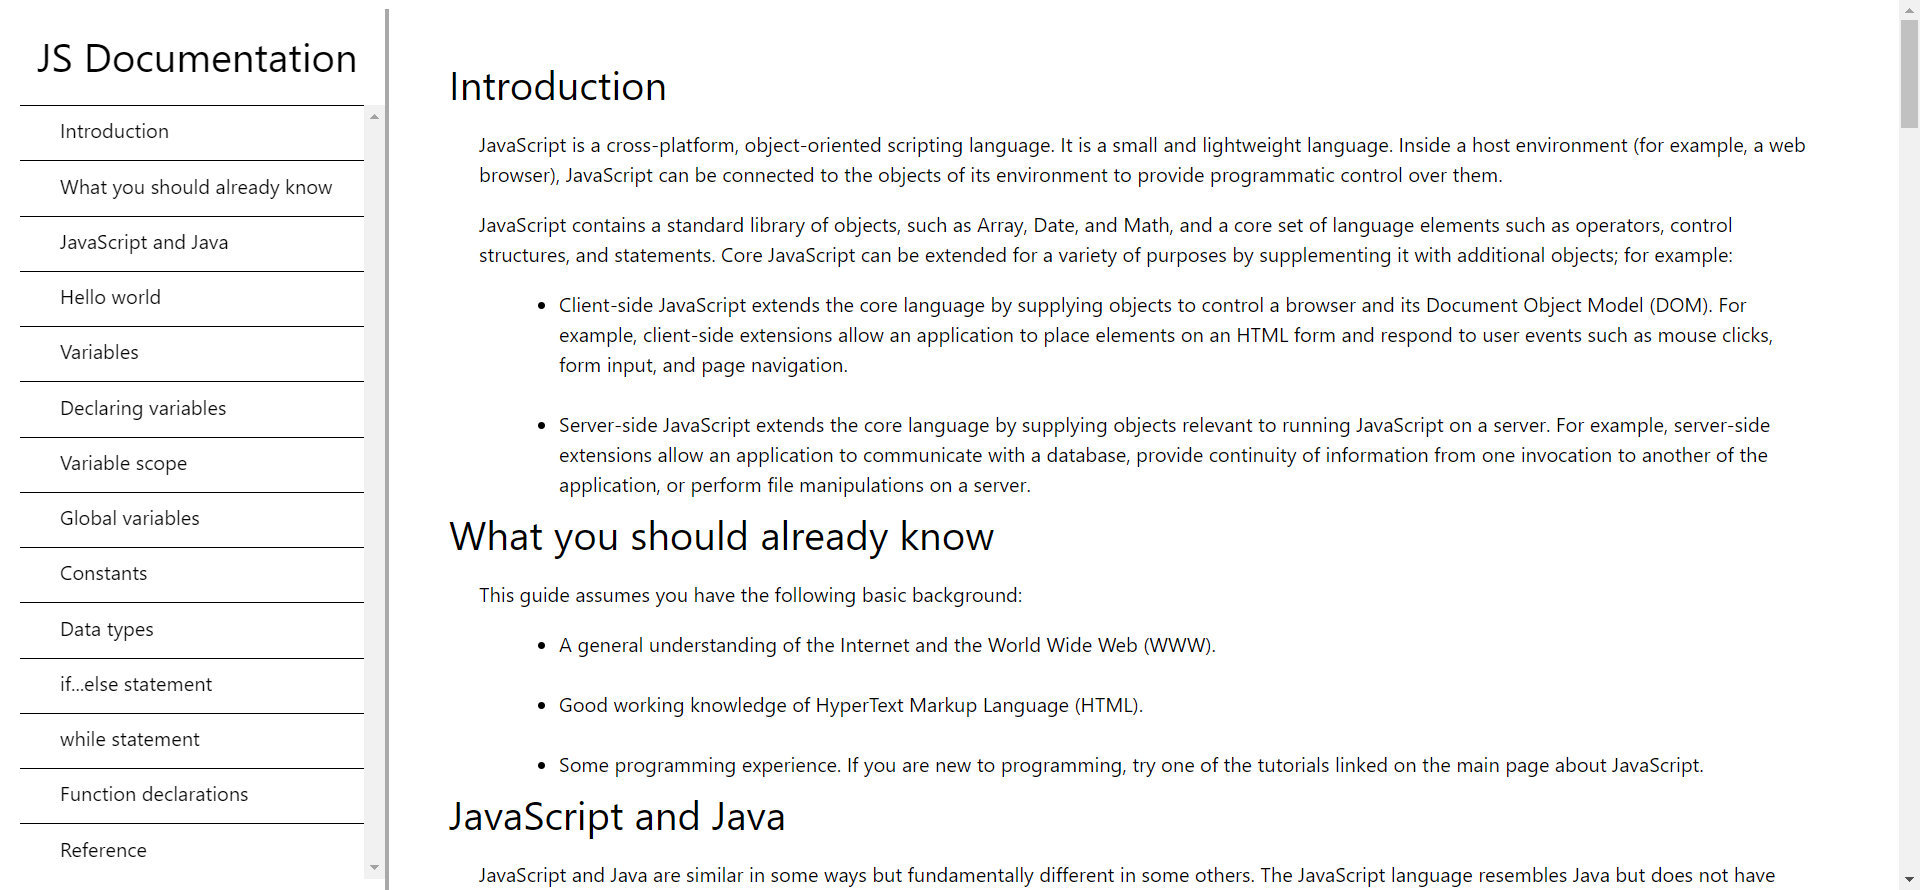 JS Documentation
Introduction
What you should already know
JavaScript and Java
Hello world
Variables
Declaring variables
Variable scope
Global variables
Constants
Data types
if...else statement
while statement
Function declarations
Reference
Introduction
JavaScript is a cross-platform, object-oriented scripting language. It is a small and lightweight language. Inside a host environment (for example, a web
browser), JavaScript can be connected to the objects of its environment to provide programmatic control over them.
JavaScript contains a standard library of objects, such as Array, Date, and Math, and a core set of language elements such as operators, control
structures, and statements. Core JavaScript can be extended for a variety of purposes by supplementing it with additional objects; for example:
• Client-side JavaScript extends the core language by supplying objects to control a browser and its Document Object Model (DOM). For
example, client-side extensions allow an application to place elements on an HTML form and respond to user events such as mouse clicks,
form input, and page navigation.
• Server-side JavaScript extends the core language by supplying objects relevant to running JavaScript on a server. For example, server-side
extensions allow an application to communicate with a database, provide continuity of information from one invocation to another of the
application, or perform file manipulations on a server.
What you should already know
This guide assumes you have the following basic background:
• A general understanding of the Internet and the World Wide Web (WWW).
• Good working knowledge of HyperText Markup Language (HTML).
• Some programming experience. If you are new to programming, try one of the tutorials linked on the main page about JavaScript.
JavaScript and Java
JavaScript and Java are similar in some ways but fundamentally different in some others. The JavaScript language resembles Java but does not have